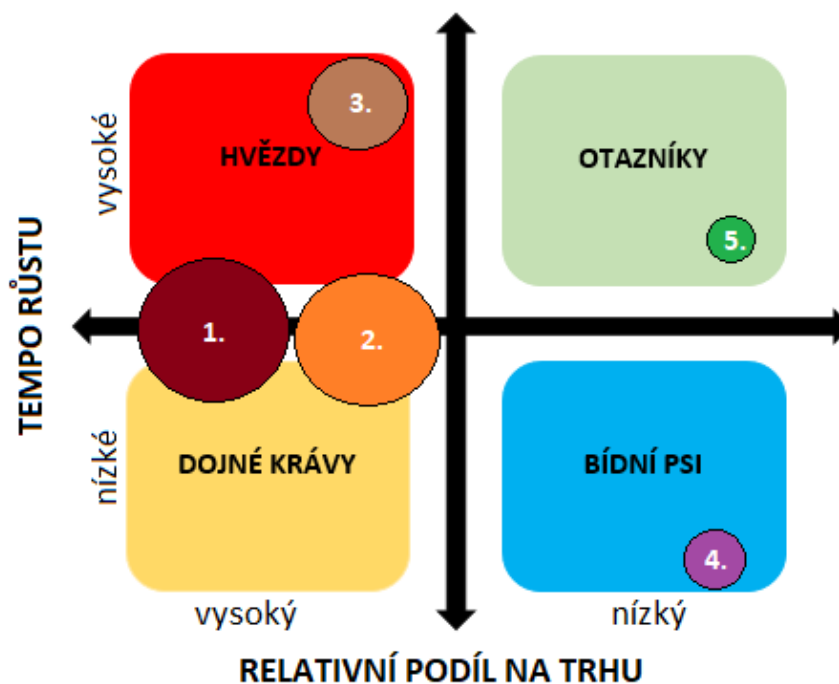 3.
HVĚZDY
OTAZNÍKY
vysoké
5.
TEMPO RŮSTU
1.
2.
DOJNÉ KRÁVY
BÍDNÍ PSI
nízké
4.
vysoký
nízký
RELATIVNÍ PODÍL NA TRHU